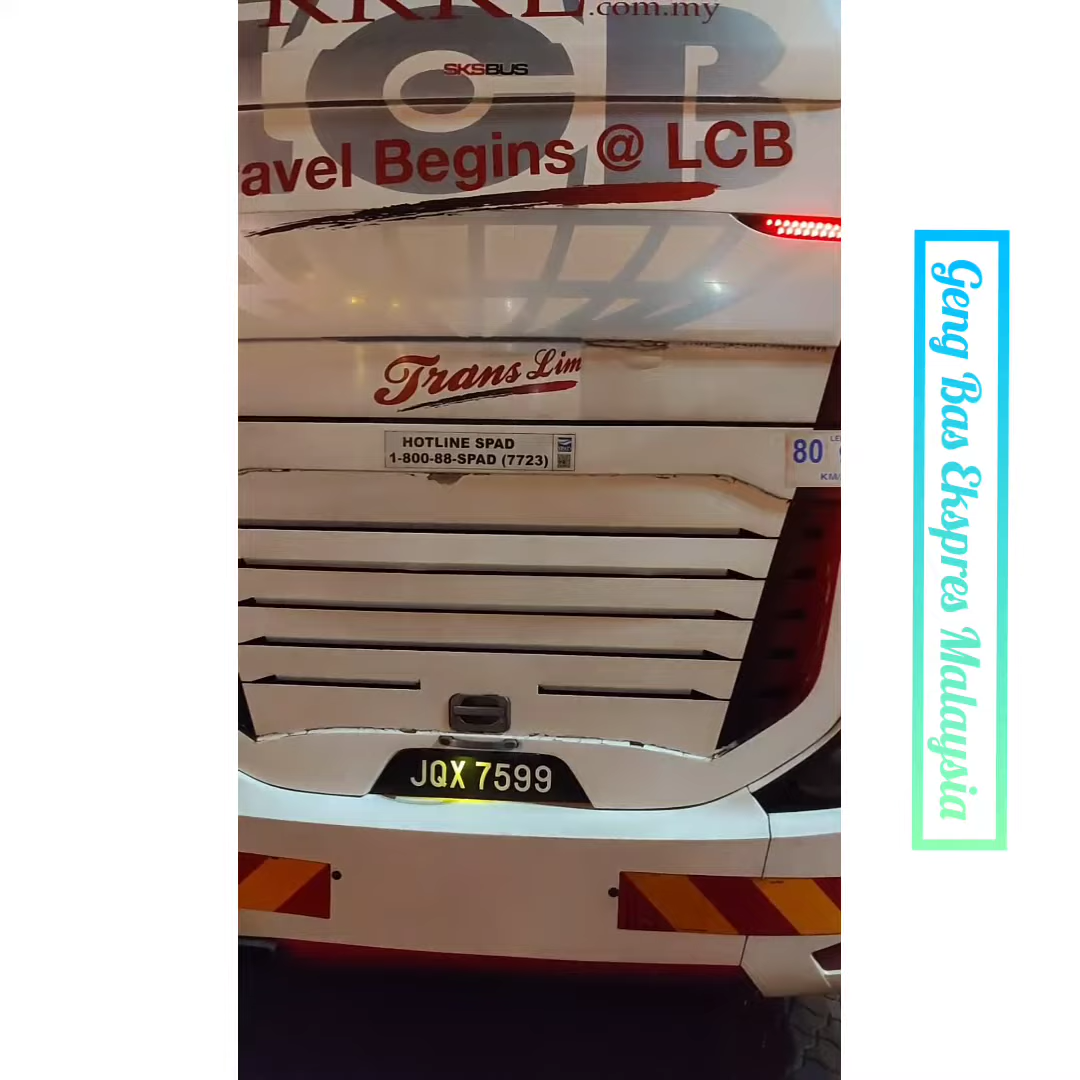 .com.my
SKSBUS
avel Begins @ LCB
Trans Lim
HOTLINE SPAD
1-800-88-SPAD (7723)
80
KM/
JQX 7599
Geng Bas Ekspres Malaysia